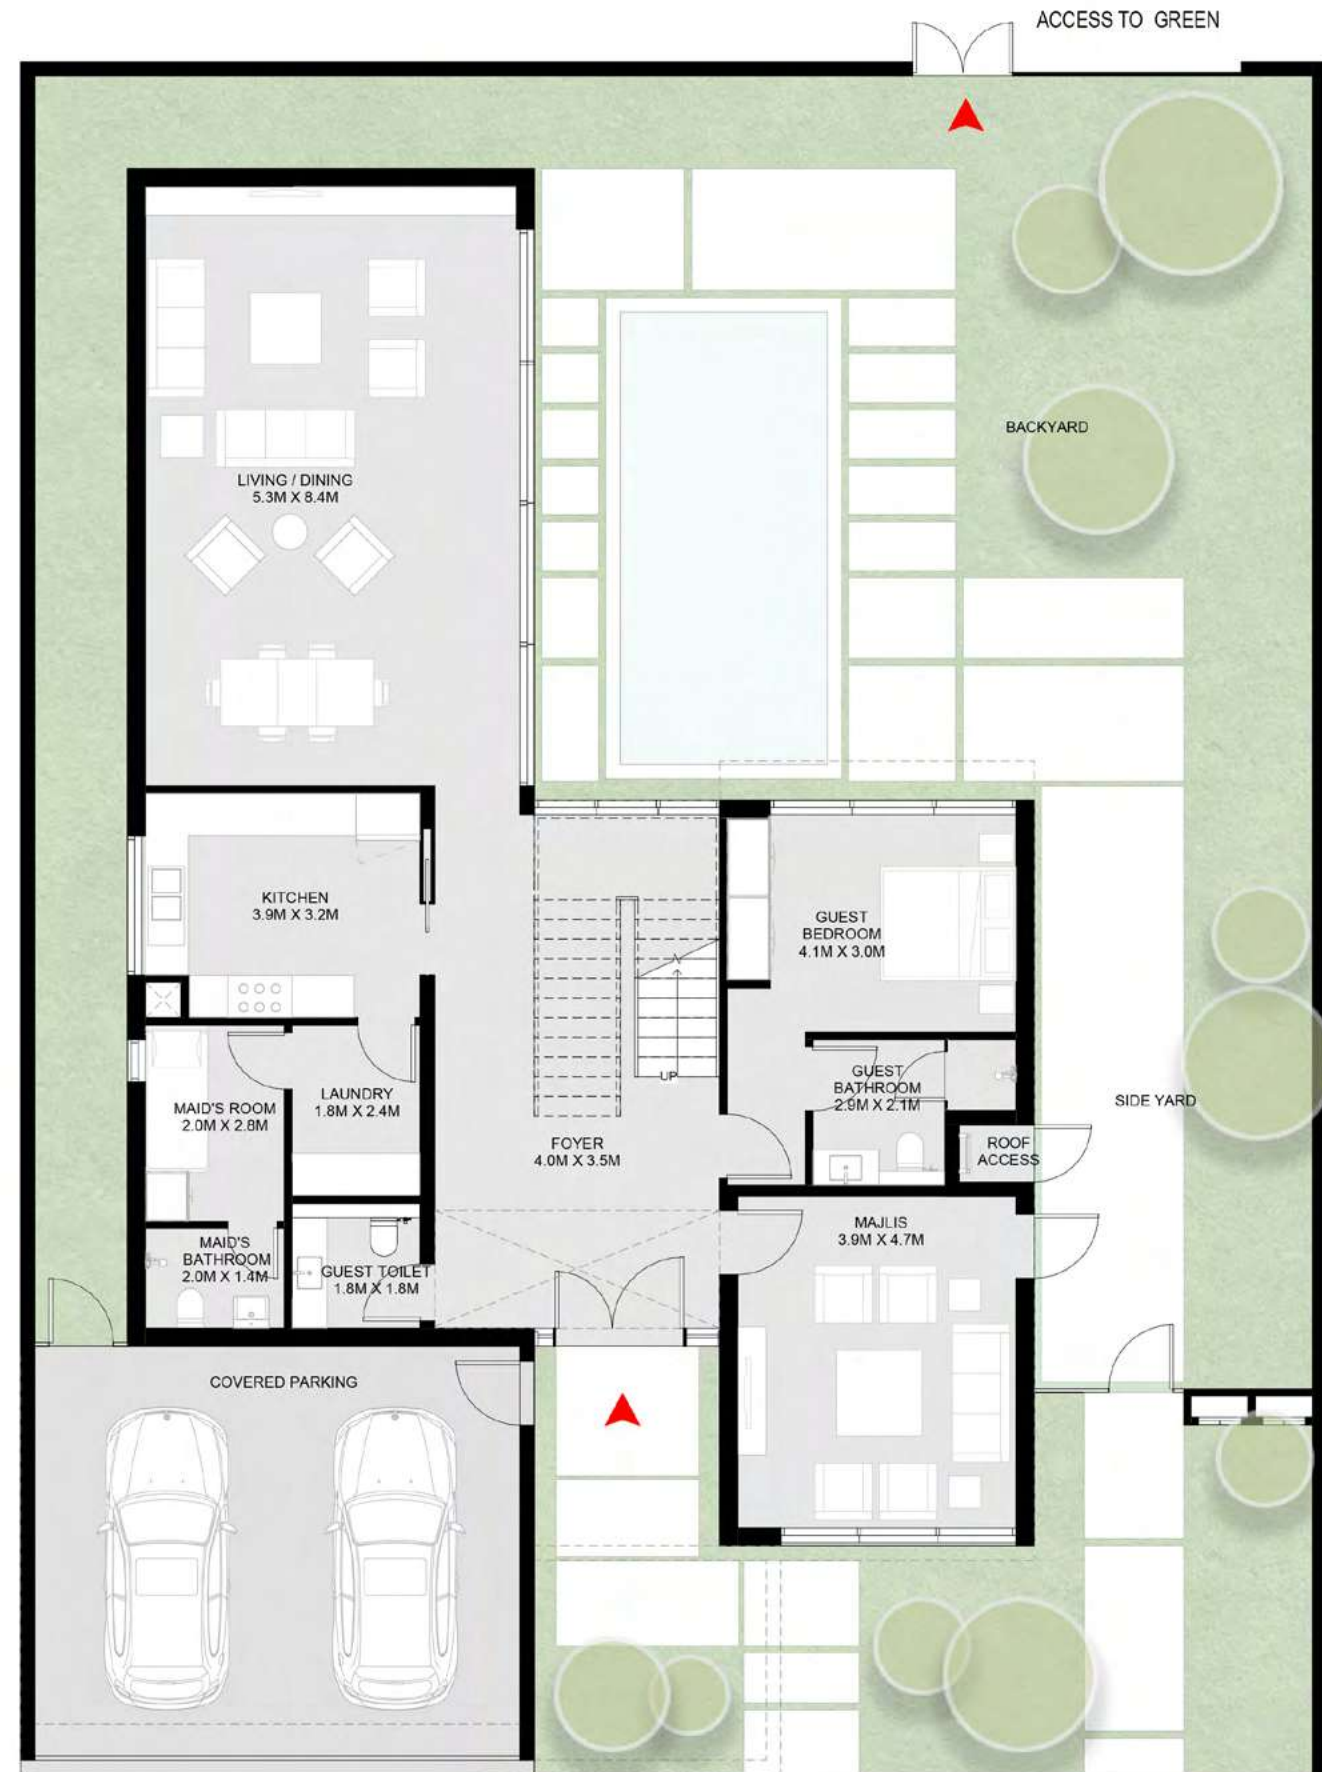 ACCESS TO GREEN
BACKYARD
LIVING / DINING
5.3M X 8.4M
KITCHEN
3.9M X 3.2M
GUEST
BEDROOM
4.1M X 3.0M
UP
GUEST
BATHROOM
2.9M X 2.1M
LAUNDRY
1.8M X 2.4M
MAID'S ROOM
2.0M X 2.8M
SIDE YARD
FOYER
4.0M X 3.5M
ROOF
ACCESS
MAJLIS
3.9M X 4.7M
MAID'S
BATHROOM
2.0M X 1.4M
GUEST TOILET
1.8M X 1.8M
COVERED PARKING